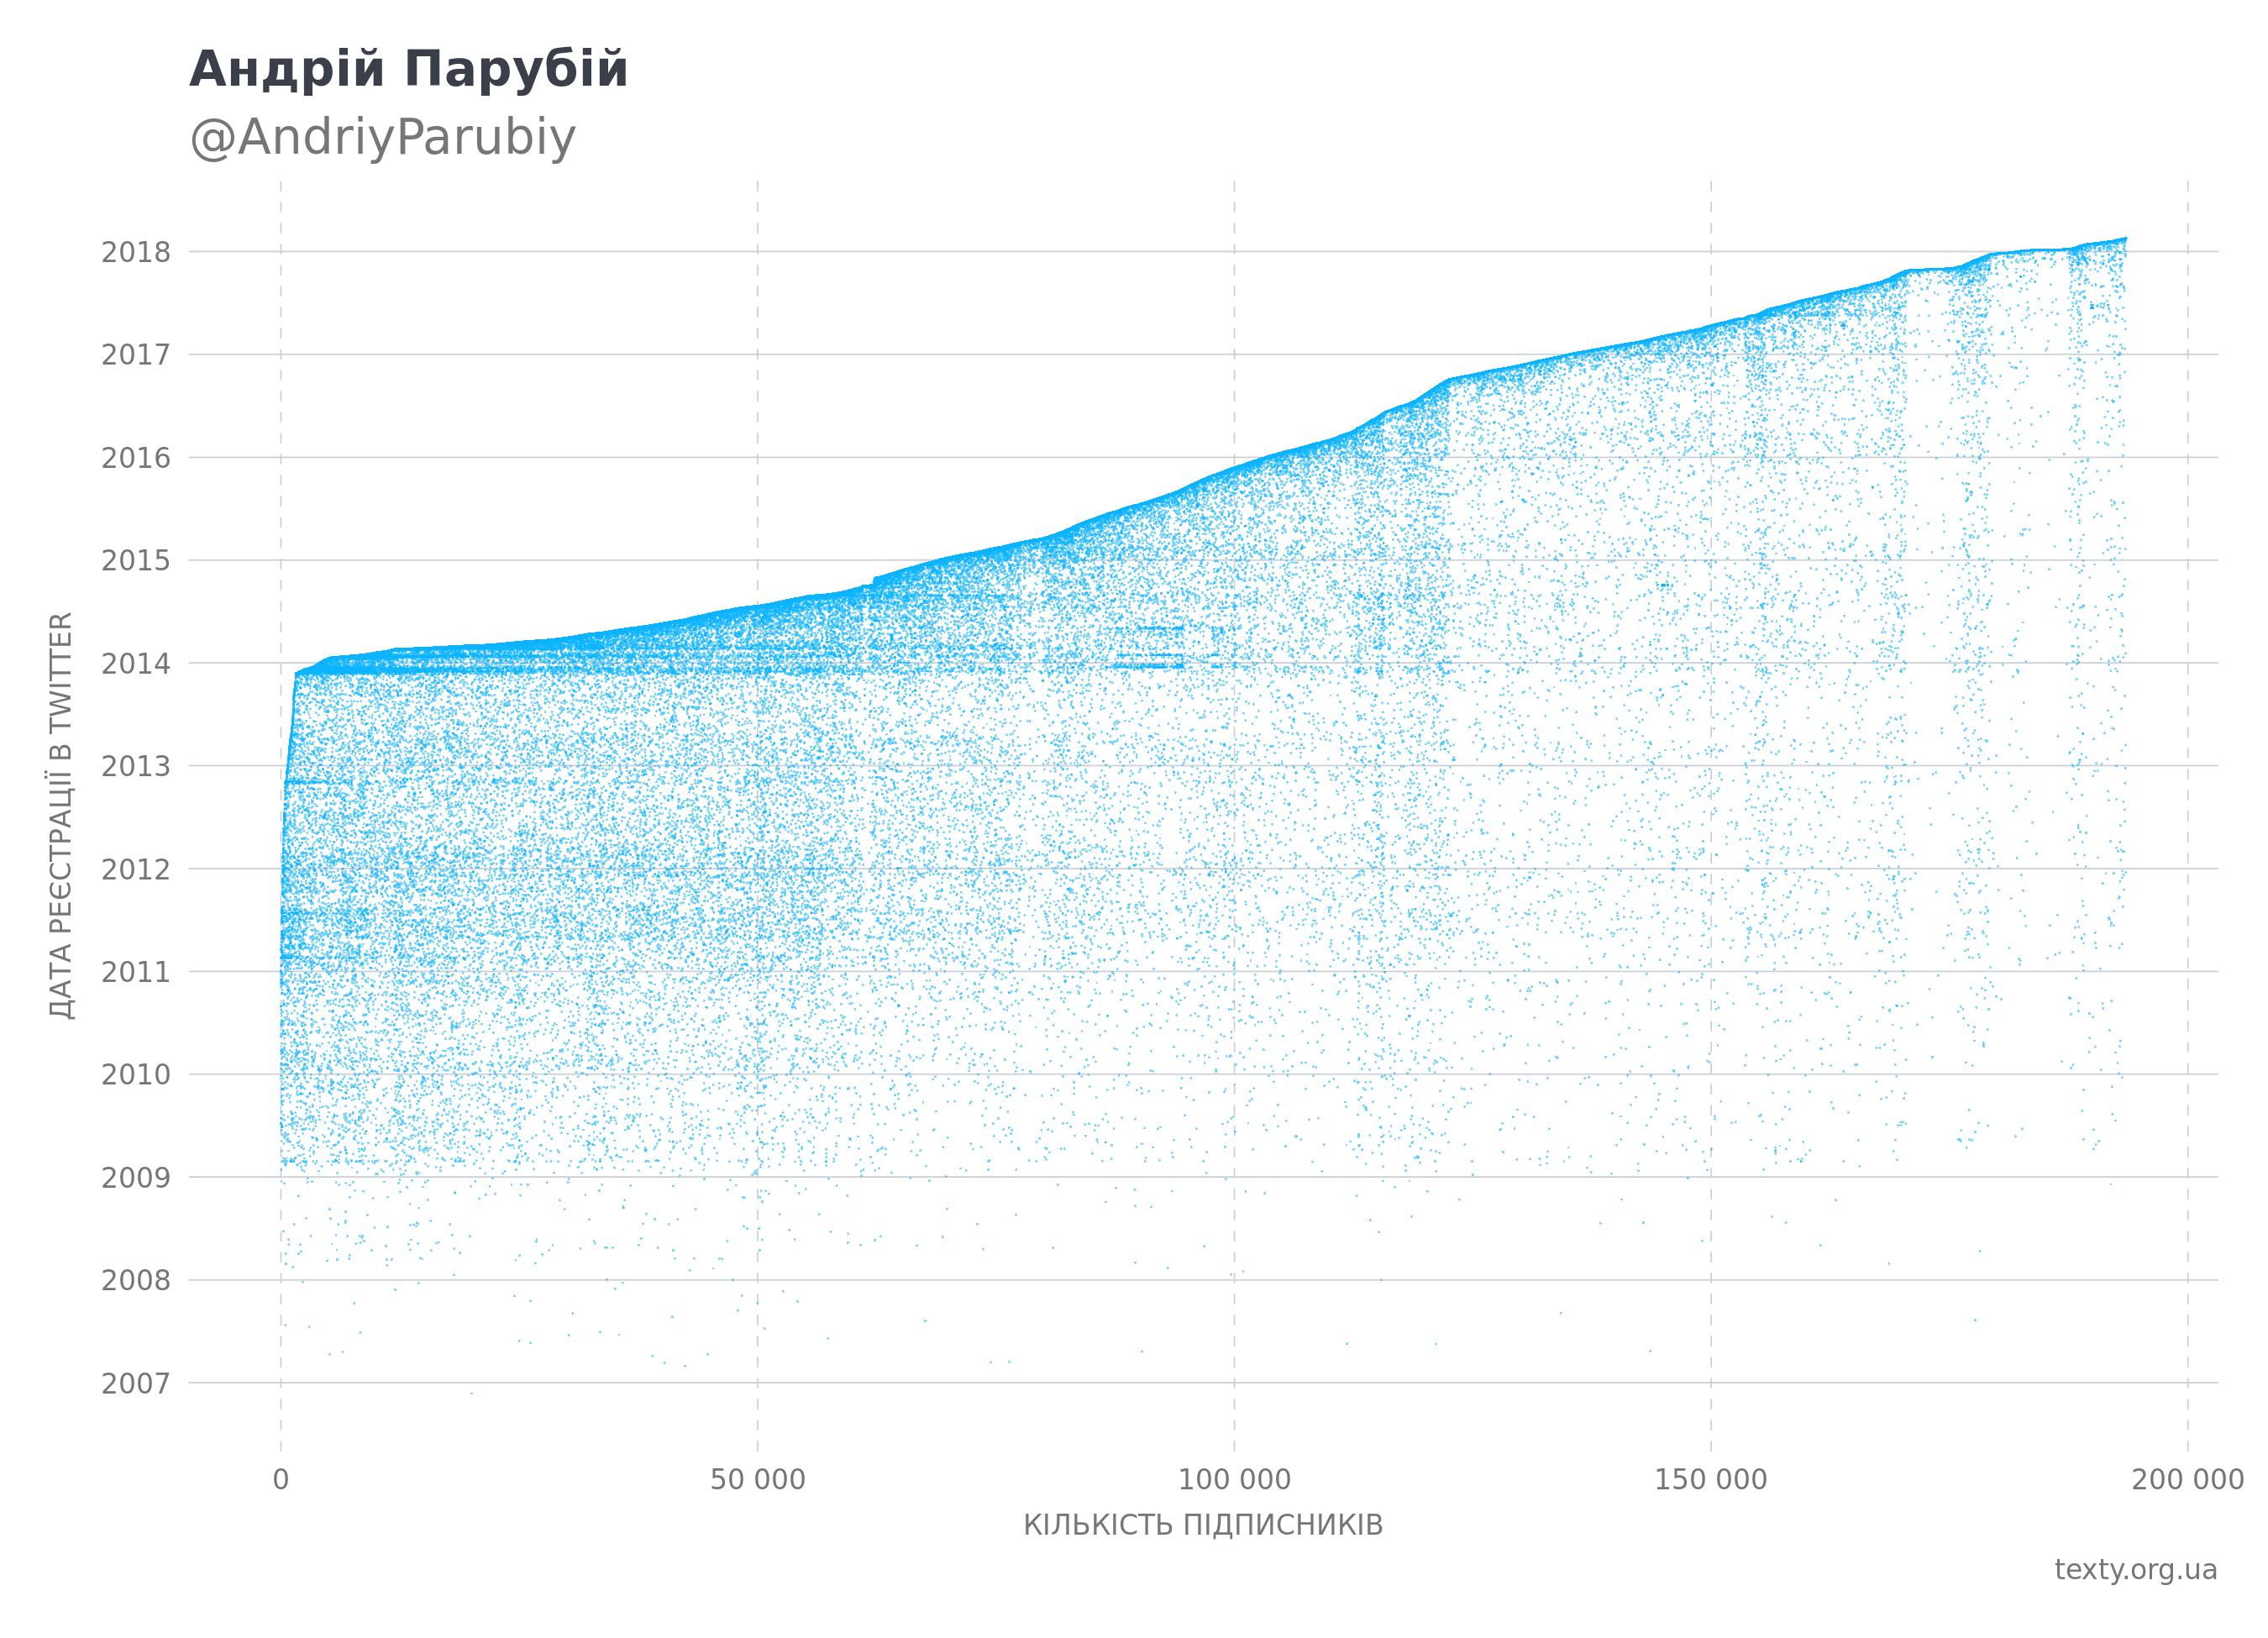 Андрій Парубій
@AndriyParubiy
ДАТА РЕЄСТРАЦІЇ В TWITTER
2018
2017
2016
2015
2014
2013
2012
2011
2010
2009
2008
2007
0 50 000 100 000 150 000 200 000
КІЛЬКІСТЬ ПІДПИСНИКІВ
texty.org.ua